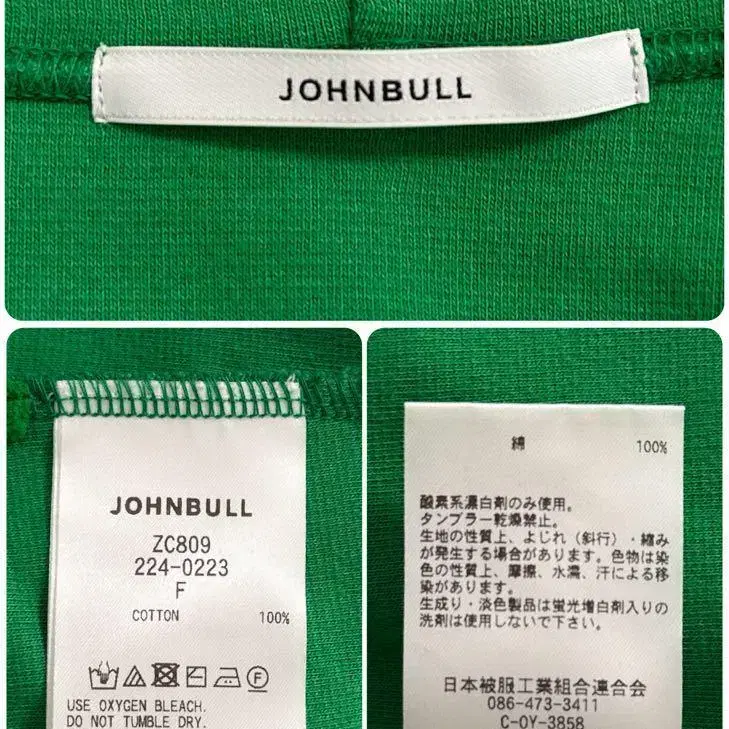 JOHNBULL
JOHNBULL
ZC809
224-0223
F
COTTON 100%
USE OXYGEN BLEACH.
DO NOT TUMBLE DRY.
綿 100%
酸素系漂白剤のみ使用。
タンブラー乾燥禁止。
生地の性質上、よじれ（斜行）・縮み
が発生する場合があります。色物は染
色の性質上、摩擦、水濡、汗による移
染があります。
生成り・淡色製品は蛍光増白剤入りの
洗剤は使用しないで下さい。
日本被服工業組合連合会
086-473-3411
C-OY-3858